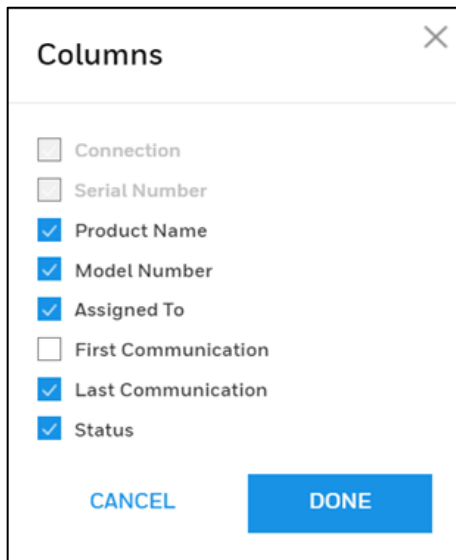 Columns
Connection
Serial Number
Product Name
Model Number
Assigned To
First Communication
Last Communication
Status
CANCEL DONE